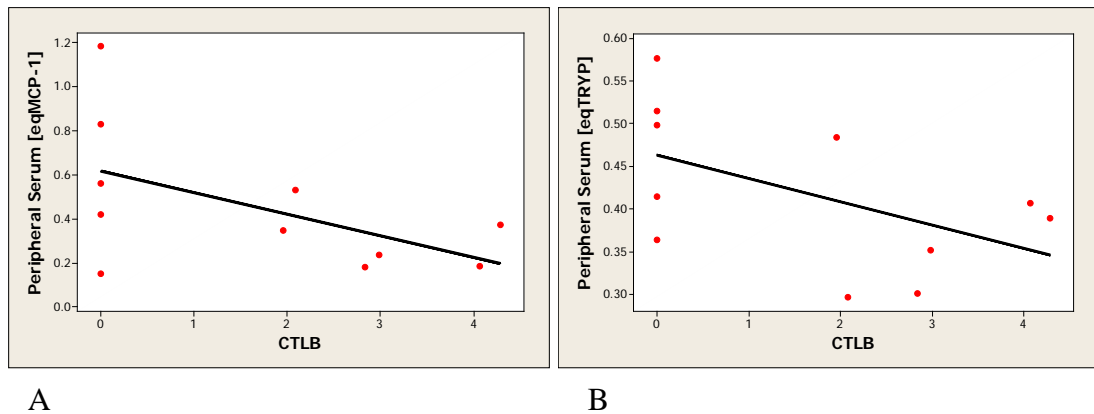 Peripheral Serum [eqMCP-1]
1.2
1.0
0.8
0.6
0.4
0.2
0.0
0 1 2 3 4
CTLB
A
Peripheral Serum [eqTRYP]
0.60
0.55
0.50
0.45
0.40
0.35
0.30
0 1 2 3 4
CTLB
B